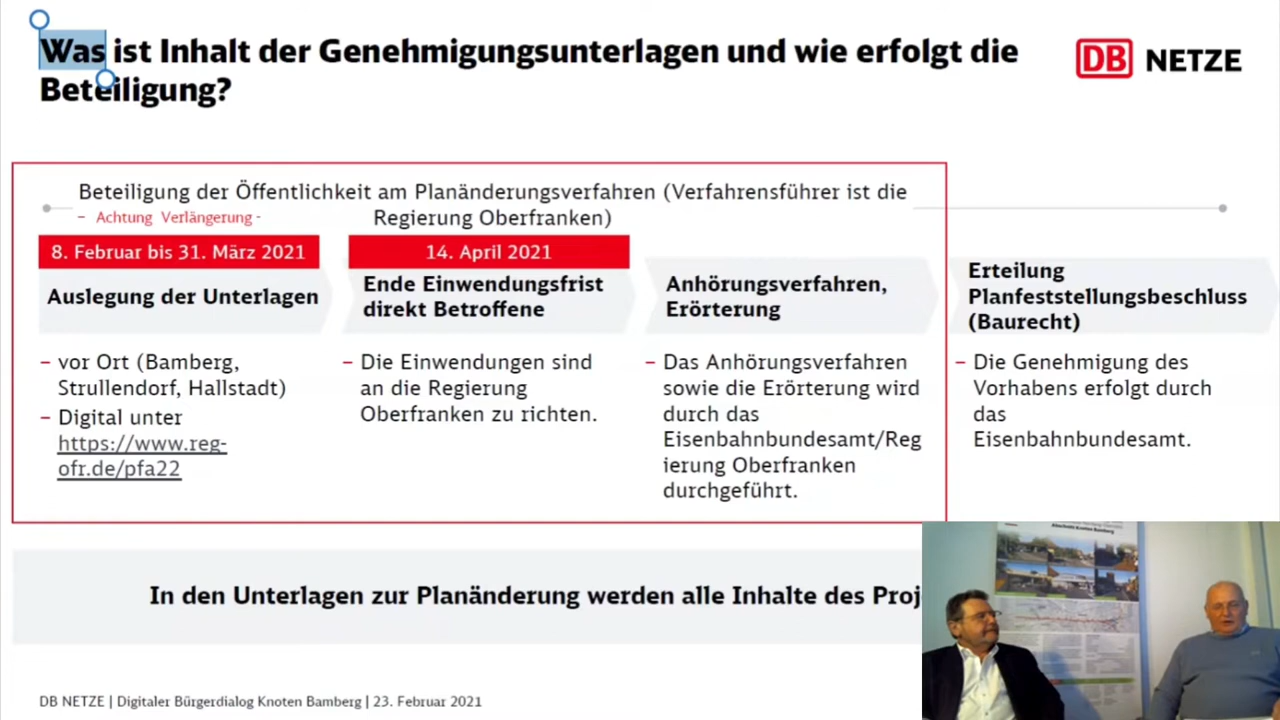 Was ist Inhalt der Genehmigungsunterlagen und wie erfolgt die
Beteiligung?
DB NETZE
Beteiligung der Öffentlichkeit am Planänderungsverfahren (Verfahrensführer ist die
– Achtung Verlängerung -
Regierung Oberfranken)
8. Februar bis 31. März 2021
Auslegung der Unterlagen
– vor Ort (Bamberg,
Strullendorf, Hallstadt)
– Digital unter
https://www.reg-
ofr.de/pfa22
14. April 2021
Ende Einwendungsfrist
direkt Betroffene
– Die Einwendungen sind
an die Regierung
Oberfranken zu richten.
Anhörungsverfahren,
Erörterung
– Das Anhörungsverfahren
sowie die Erörterung wird
durch das
Eisenbahnbundesamt/Reg
ierung Oberfranken
durchgeführt.
Erteilung
Planfeststellungsbeschluss
(Baurecht)
– Die Genehmigung des
Vorhabens erfolgt durch
das
Eisenbahnbundesamt.
In den Unterlagen zur Planänderung werden alle Inhalte des Proj
Abschnitt Knoten Bamberg
DB NETZE | Digitaler Bürgerdialog Knoten Bamberg | 23. Februar 2021